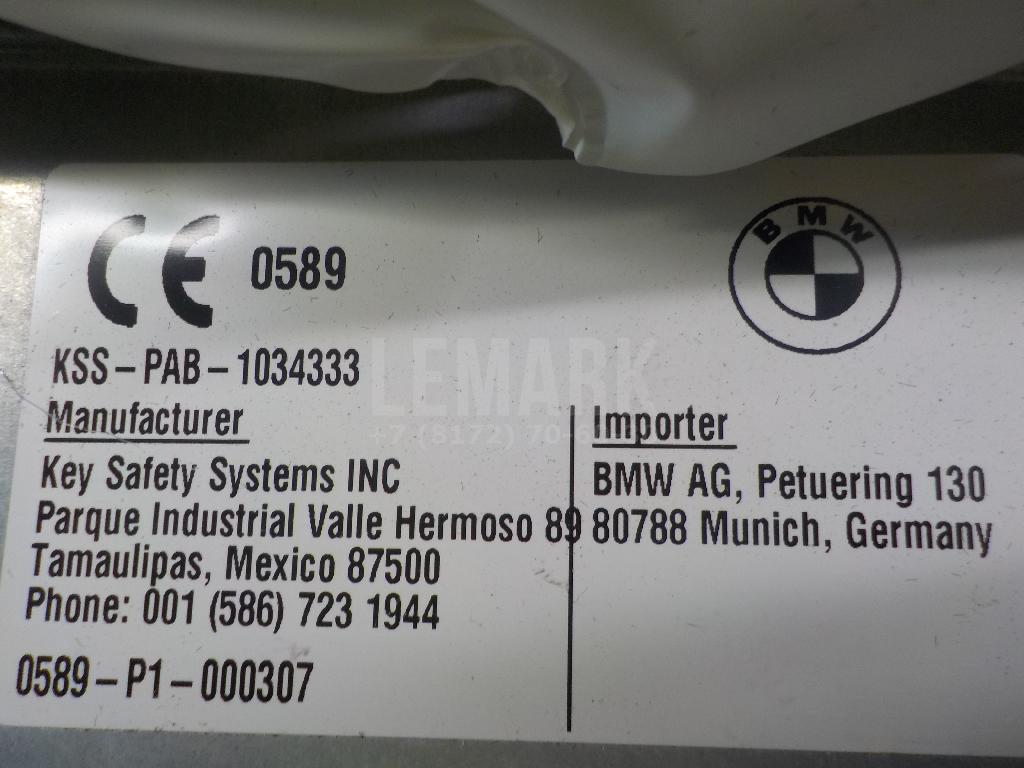 CE 0589
BMW
KSS-PAB-1034333
LEMARK
Manufacturer
Key Safety Systems INC
Parque Industrial Valle Hermoso 89
Tamaulipas, Mexico 87500
Phone: 001 (586) 723 1944
0589-P1-000307
Importer
BMW AG, Petuering 130
80788 Munich, Germany